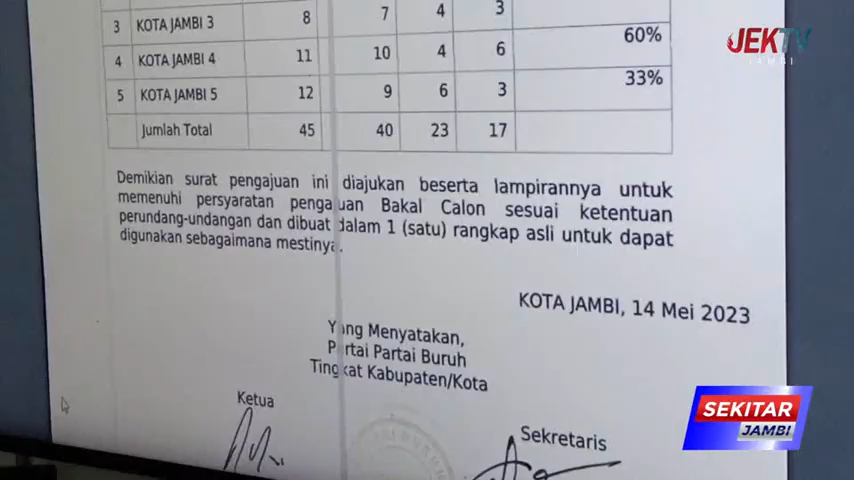 3 KOTA JAMBI 3 8 7 4 3
4 KOTA JAMBI 4 11 10 4 6 60%
5 KOTA JAMBI 5 12 9 6 3 33%
Jumlah Total 45 40 23 17
Demikian surat pengajuan ini diajukan beserta lampirannya untuk
memenuhi persyaratan pengajuan Bakal Calon sesuai ketentuan
perundang-undangan dan dibuat dalam 1 (satu) rangkap asli untuk dapat
digunakan sebagaimana mestinya.
KOTA JAMBI, 14 Mei 2023
Yang Menyatakan,
Partai Partai Buruh
Tingkat Kabupaten/Kota
Ketua
Sekretaris
JEKTV
JAMBI
SEKITAR
JAMBI